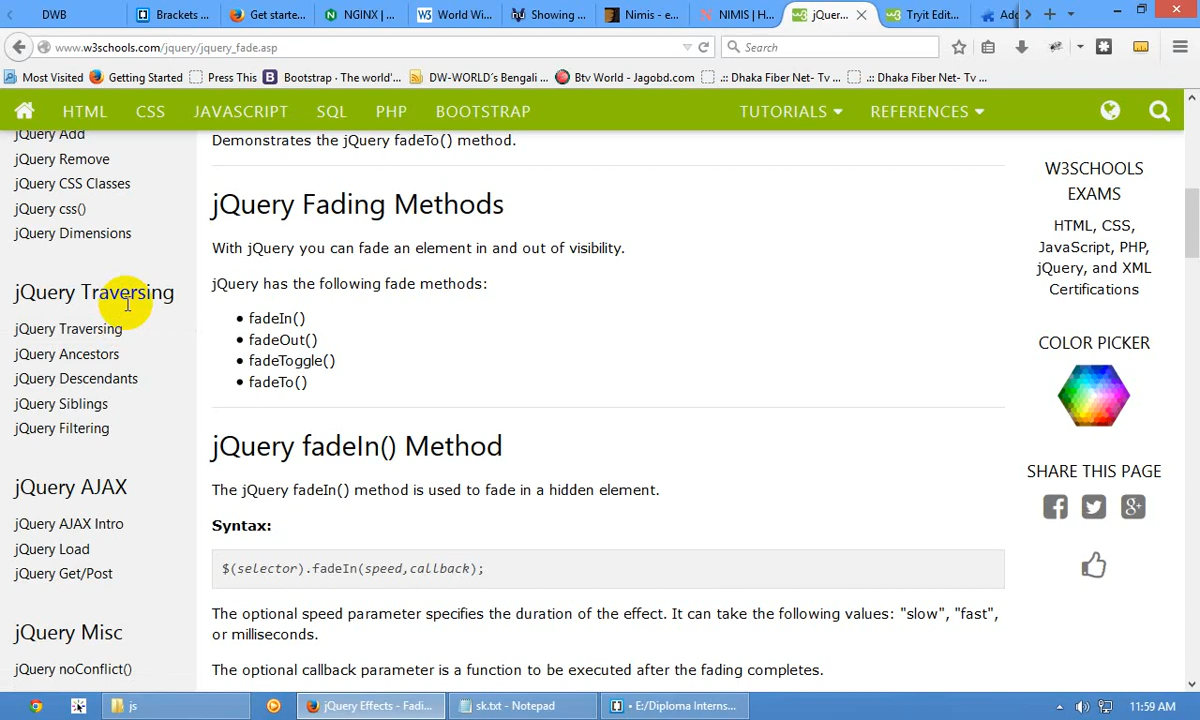 DWB
Brackets ...
Get starte...
NGINX | ...
World Wi...
Showing ...
Nimis - e...
NIMIS | H...
jQuer...
Tryit Edit...
Add
www.w3schools.com/jquery/jquery_fade.asp
Search
Most Visited
Getting Started
Press This
Bootstrap · The world'...
DW-WORLD´s Bengali ...
Btv World - Jagobd.com
.:: Dhaka Fiber Net- Tv ...
.:: Dhaka Fiber Net- Tv ...
HTML
CSS
JAVASCRIPT
SQL
PHP
BOOTSTRAP
TUTORIALS
REFERENCES
jQuery Add
jQuery Remove
jQuery CSS Classes
jQuery css()
jQuery Dimensions
jQuery Traversing
jQuery Traversing
jQuery Ancestors
jQuery Descendants
jQuery Siblings
jQuery Filtering
jQuery AJAX
jQuery AJAX Intro
jQuery Load
jQuery Get/Post
jQuery Misc
jQuery noConflict()
Demonstrates the jQuery fadeTo() method.
jQuery Fading Methods
With jQuery you can fade an element in and out of visibility.
jQuery has the following fade methods:
• fadeIn()
• fadeOut()
• fadeToggle()
• fadeTo()
jQuery fadeIn() Method
The jQuery fadeIn() method is used to fade in a hidden element.
Syntax:
$(selector).fadeIn(speed,callback);
The optional speed parameter specifies the duration of the effect. It can take the following values: "slow", "fast",
or milliseconds.
The optional callback parameter is a function to be executed after the fading completes.
W3SCHOOLS
EXAMS
HTML, CSS,
JavaScript, PHP,
jQuery, and XML
Certifications
COLOR PICKER
SHARE THIS PAGE
js
jQuery Effects - Fadi...
sk.txt - Notepad
• E:/Diploma Interns...
11:59 AM